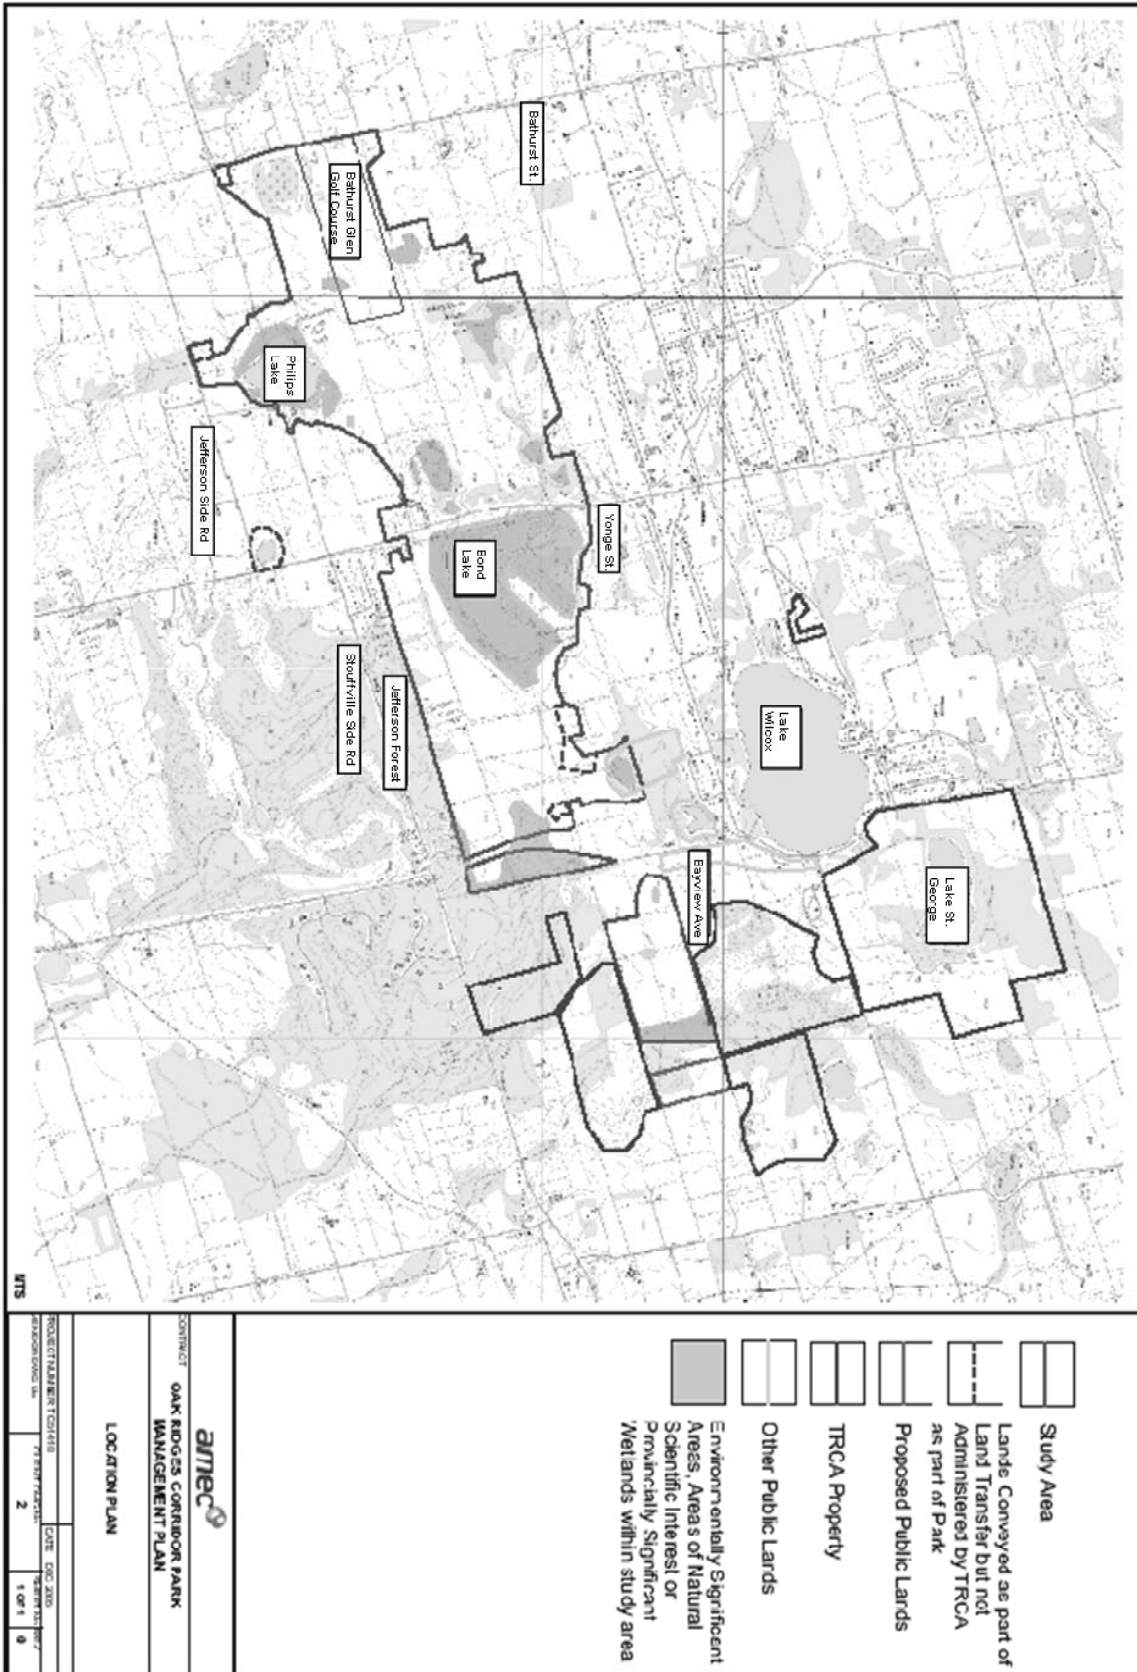 Bathurst St.
Bathurst Glen
Golf Course
Philips
Lake
Jefferson Side Rd
Yonge St.
Bond
Lake
Stouffville Side Rd
Jefferson Forest
Lake
Wilcox
Bayview Ave
Lake St.
George
NTS
Study Area
Lands Conveyed as part of
Land Transfer but not
Administered by TRCA
as part of Park
Proposed Public Lands
TRCA Property
Other Public Lands
Environmentally Significant
Areas, Areas of Natural
Scientific Interest or
Provincially Significant
Wetlands within study area
amec
CONTRACT
OAK RIDGES CORRIDOR PARK
MANAGEMENT PLAN
LOCATION PLAN
PROJECT NUMBER
DATE DEC 2005
2
1 OF 1
0